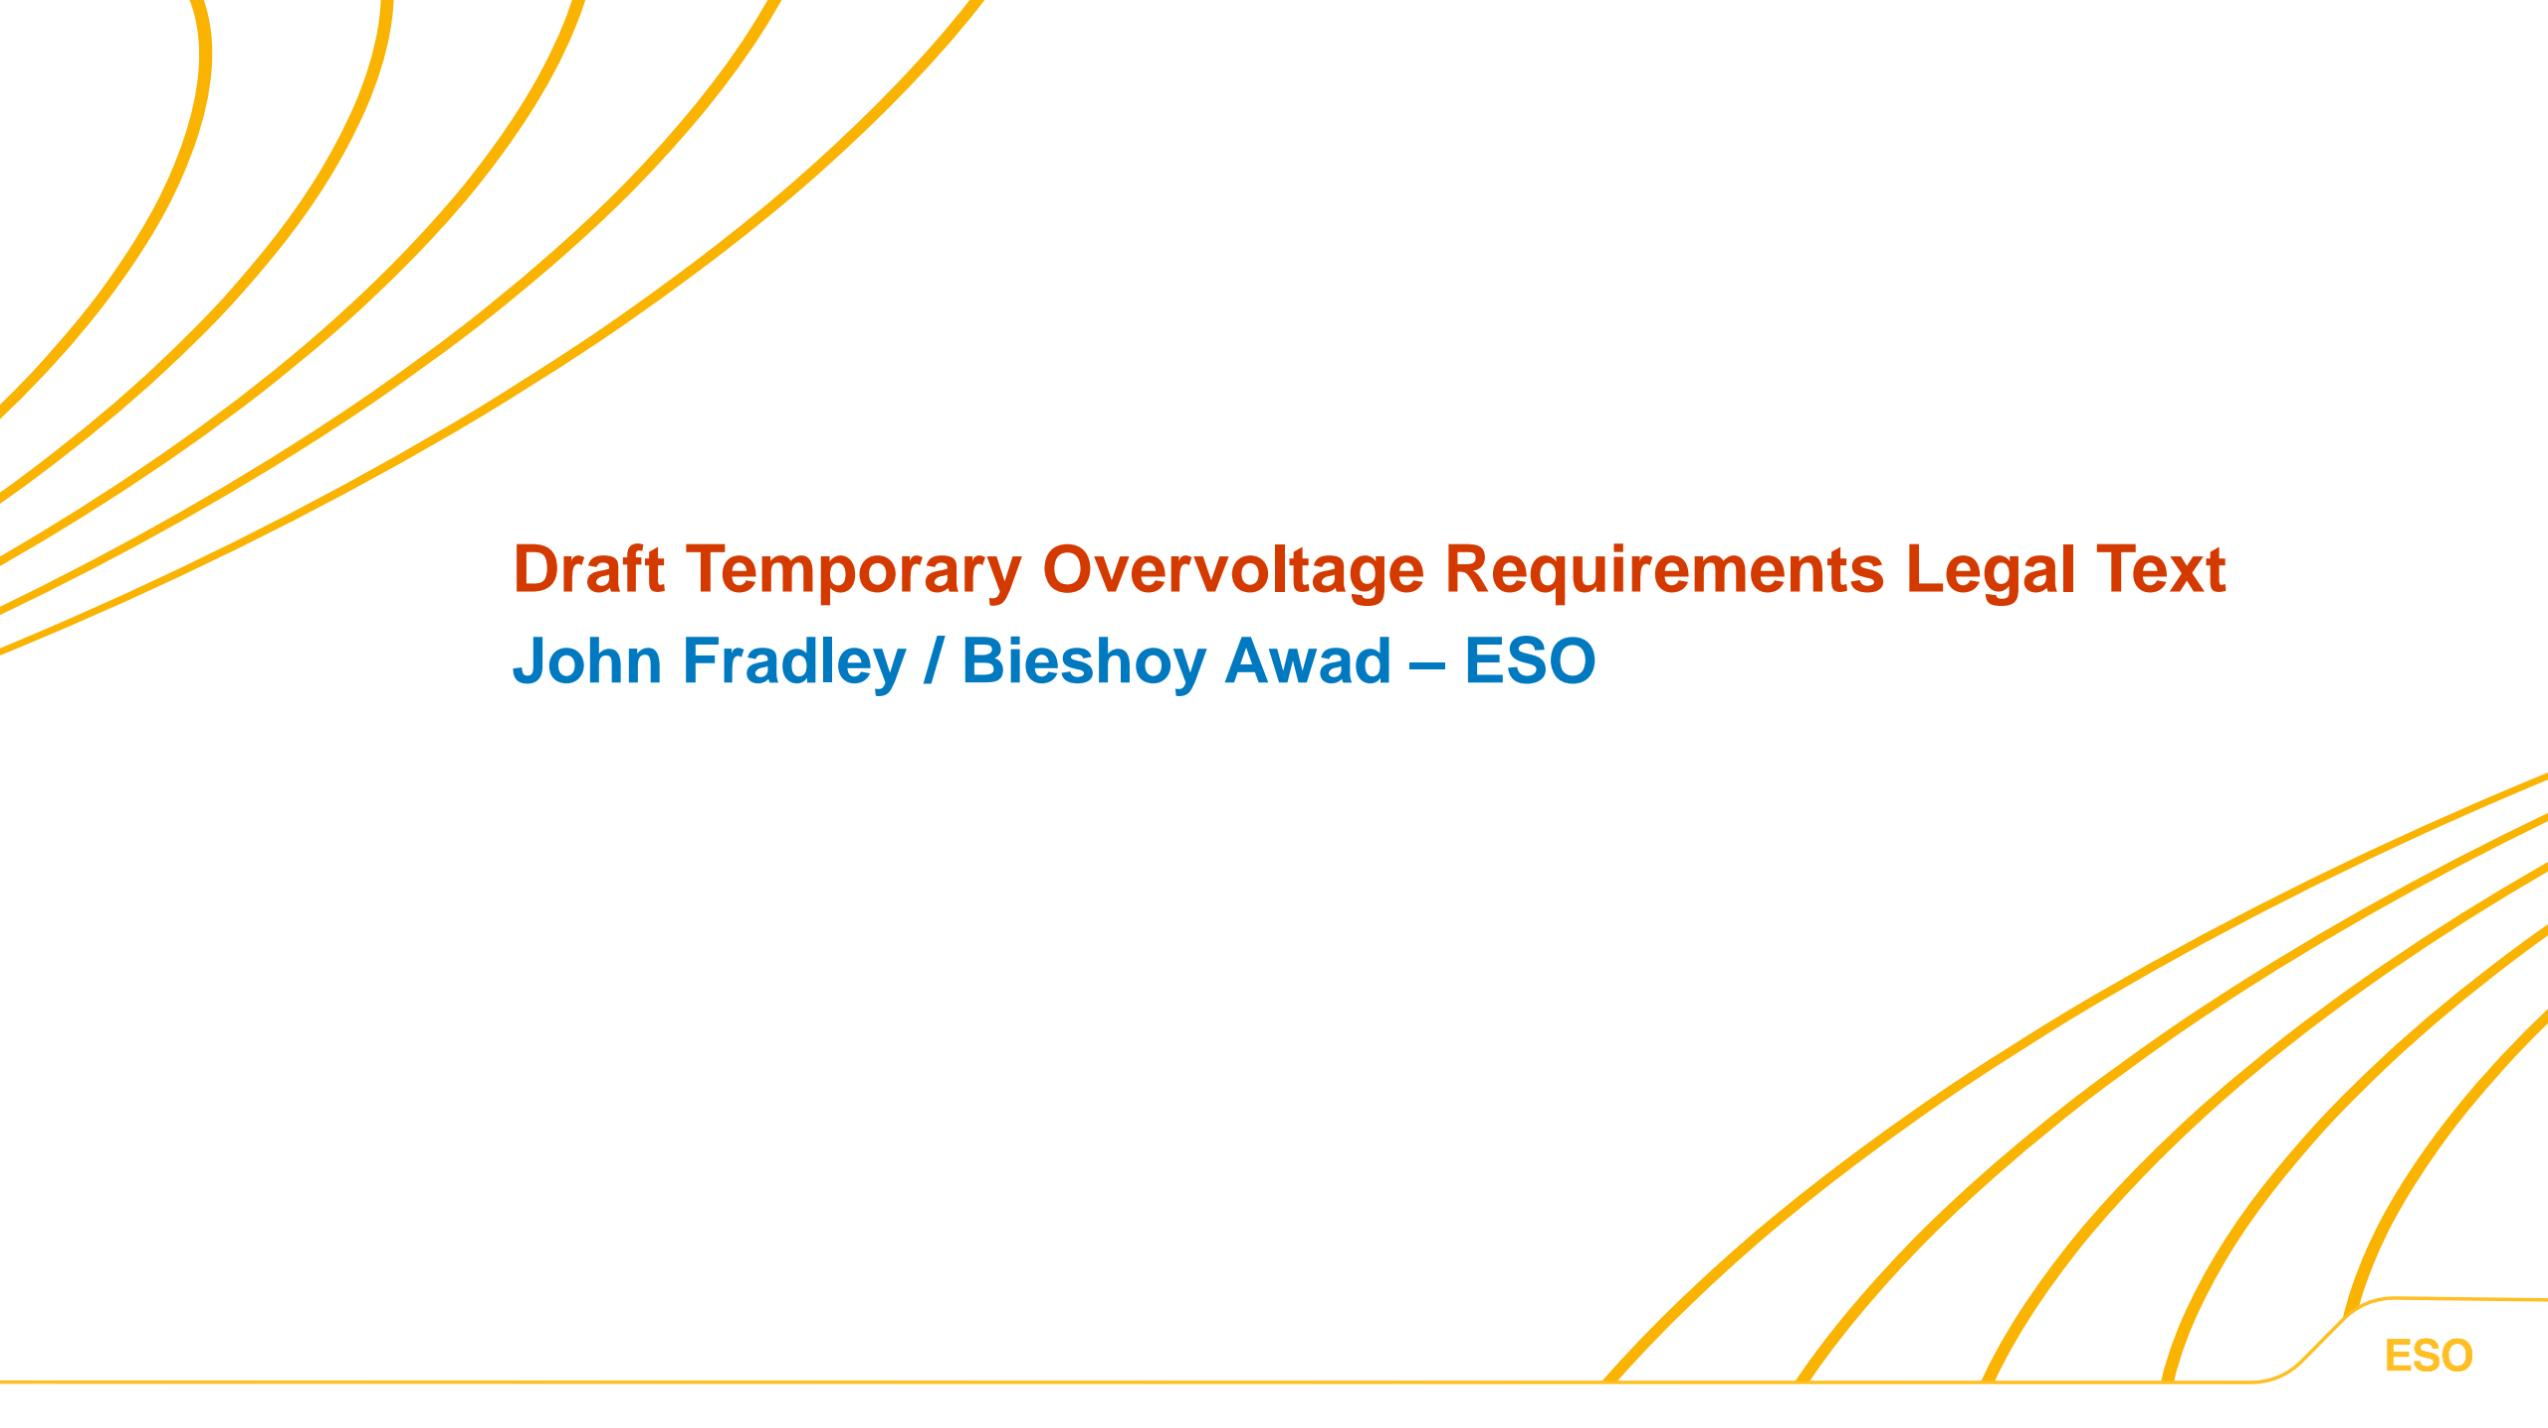 Draft Temporary Overvoltage Requirements Legal Text
John Fradley / Bieshoy Awad – ESO
ESO